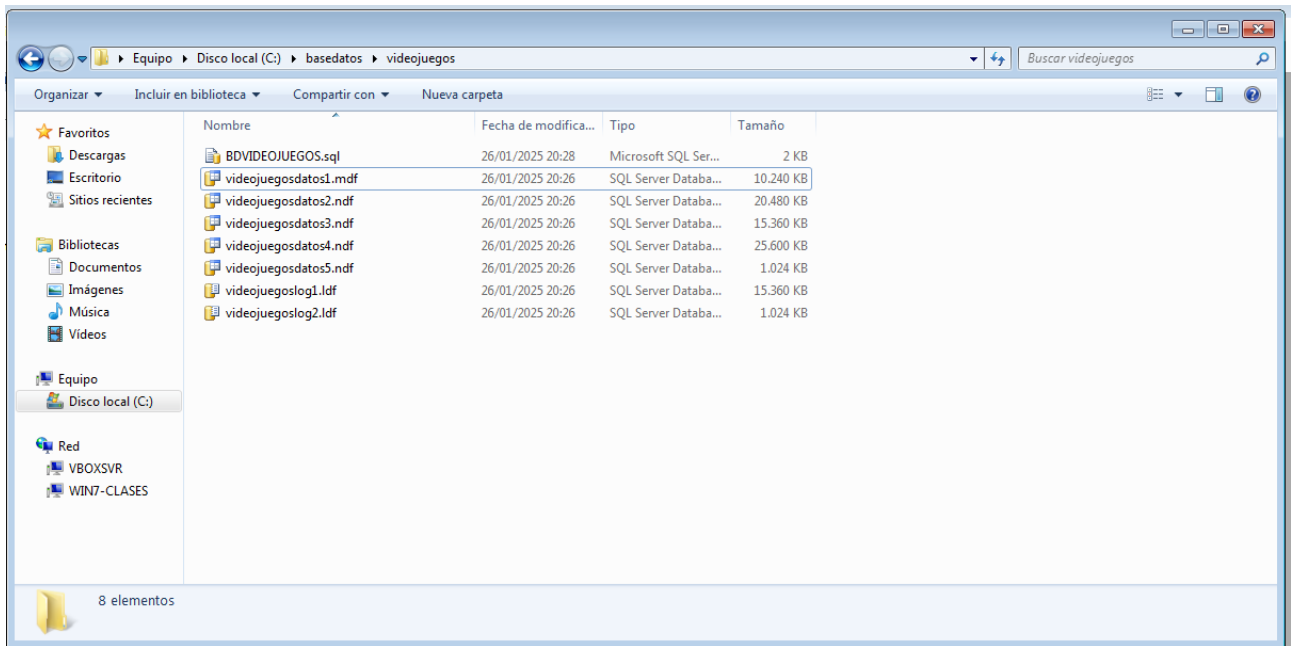 Equipo Disco local (C:) basedatos videojuegos Buscar videojuegos
Organizar Incluir en biblioteca Compartir con Nueva carpeta
Favoritos
Descargas
Escritorio
Sitios recientes
Bibliotecas
Documentos
Imágenes
Música
Vídeos
Equipo
Disco local (C:)
Red
VBOXSVR
WIN7-CLASES
Nombre Fecha de modifica... Tipo Tamaño
BDVIDEOJUEGOS.sql 26/01/2025 20:28 Microsoft SQL Ser... 2 KB
videojuegosdatos1.mdf 26/01/2025 20:26 SQL Server Databa... 10.240 KB
videojuegosdatos2.ndf 26/01/2025 20:26 SQL Server Databa... 20.480 KB
videojuegosdatos3.ndf 26/01/2025 20:26 SQL Server Databa... 15.360 KB
videojuegosdatos4.ndf 26/01/2025 20:26 SQL Server Databa... 25.600 KB
videojuegosdatos5.ndf 26/01/2025 20:26 SQL Server Databa... 1.024 KB
videojuegoslog1.ldf 26/01/2025 20:26 SQL Server Databa... 15.360 KB
videojuegoslog2.ldf 26/01/2025 20:26 SQL Server Databa... 1.024 KB
8 elementos